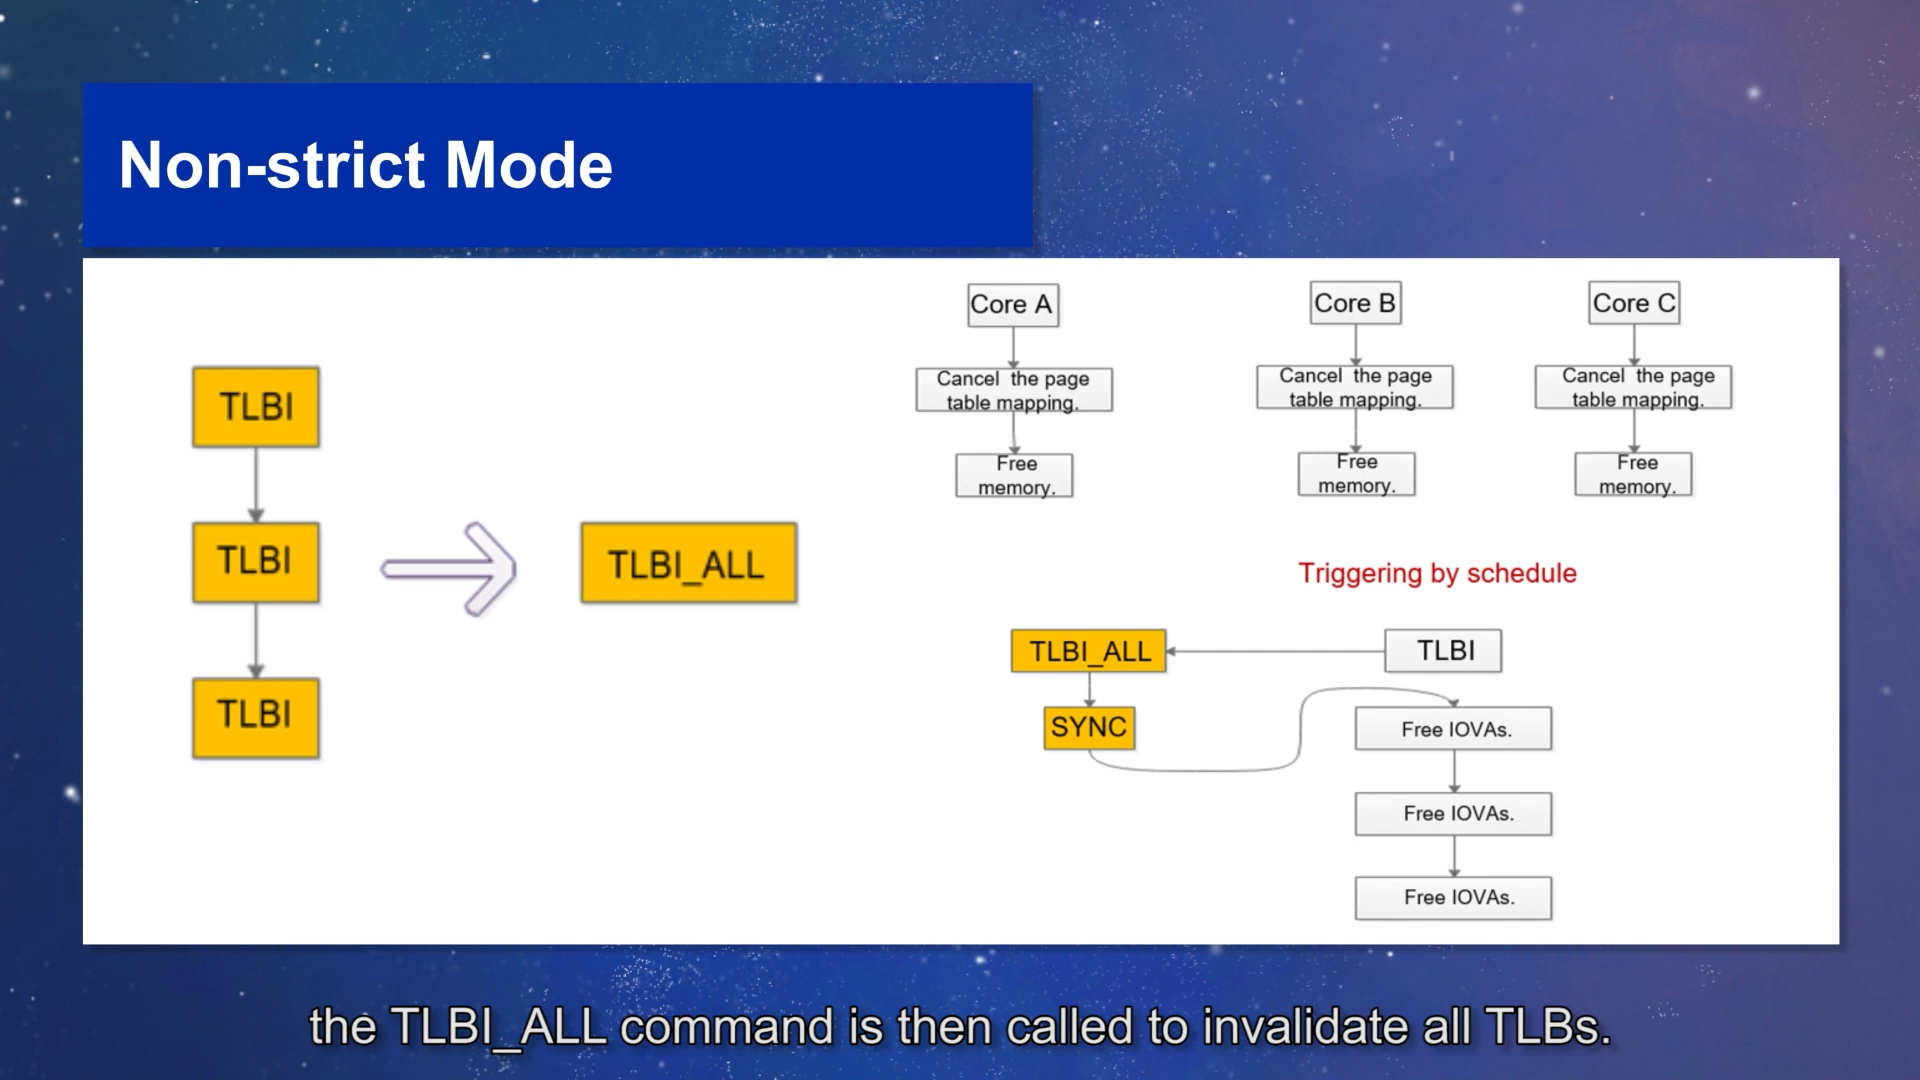 Non-strict Mode
TLBI
TLBI
TLBI
TLBI_ALL
Core A
Cancel the page
table mapping.
Free
memory.
Core B
Cancel the page
table mapping.
Free
memory.
Core C
Cancel the page
table mapping.
Free
memory.
Triggering by schedule
TLBI_ALL
TLBI
SYNC
Free IOVAs.
Free IOVAs.
Free IOVAs.
the TLBI_ALL command is then called to invalidate all TLBs.